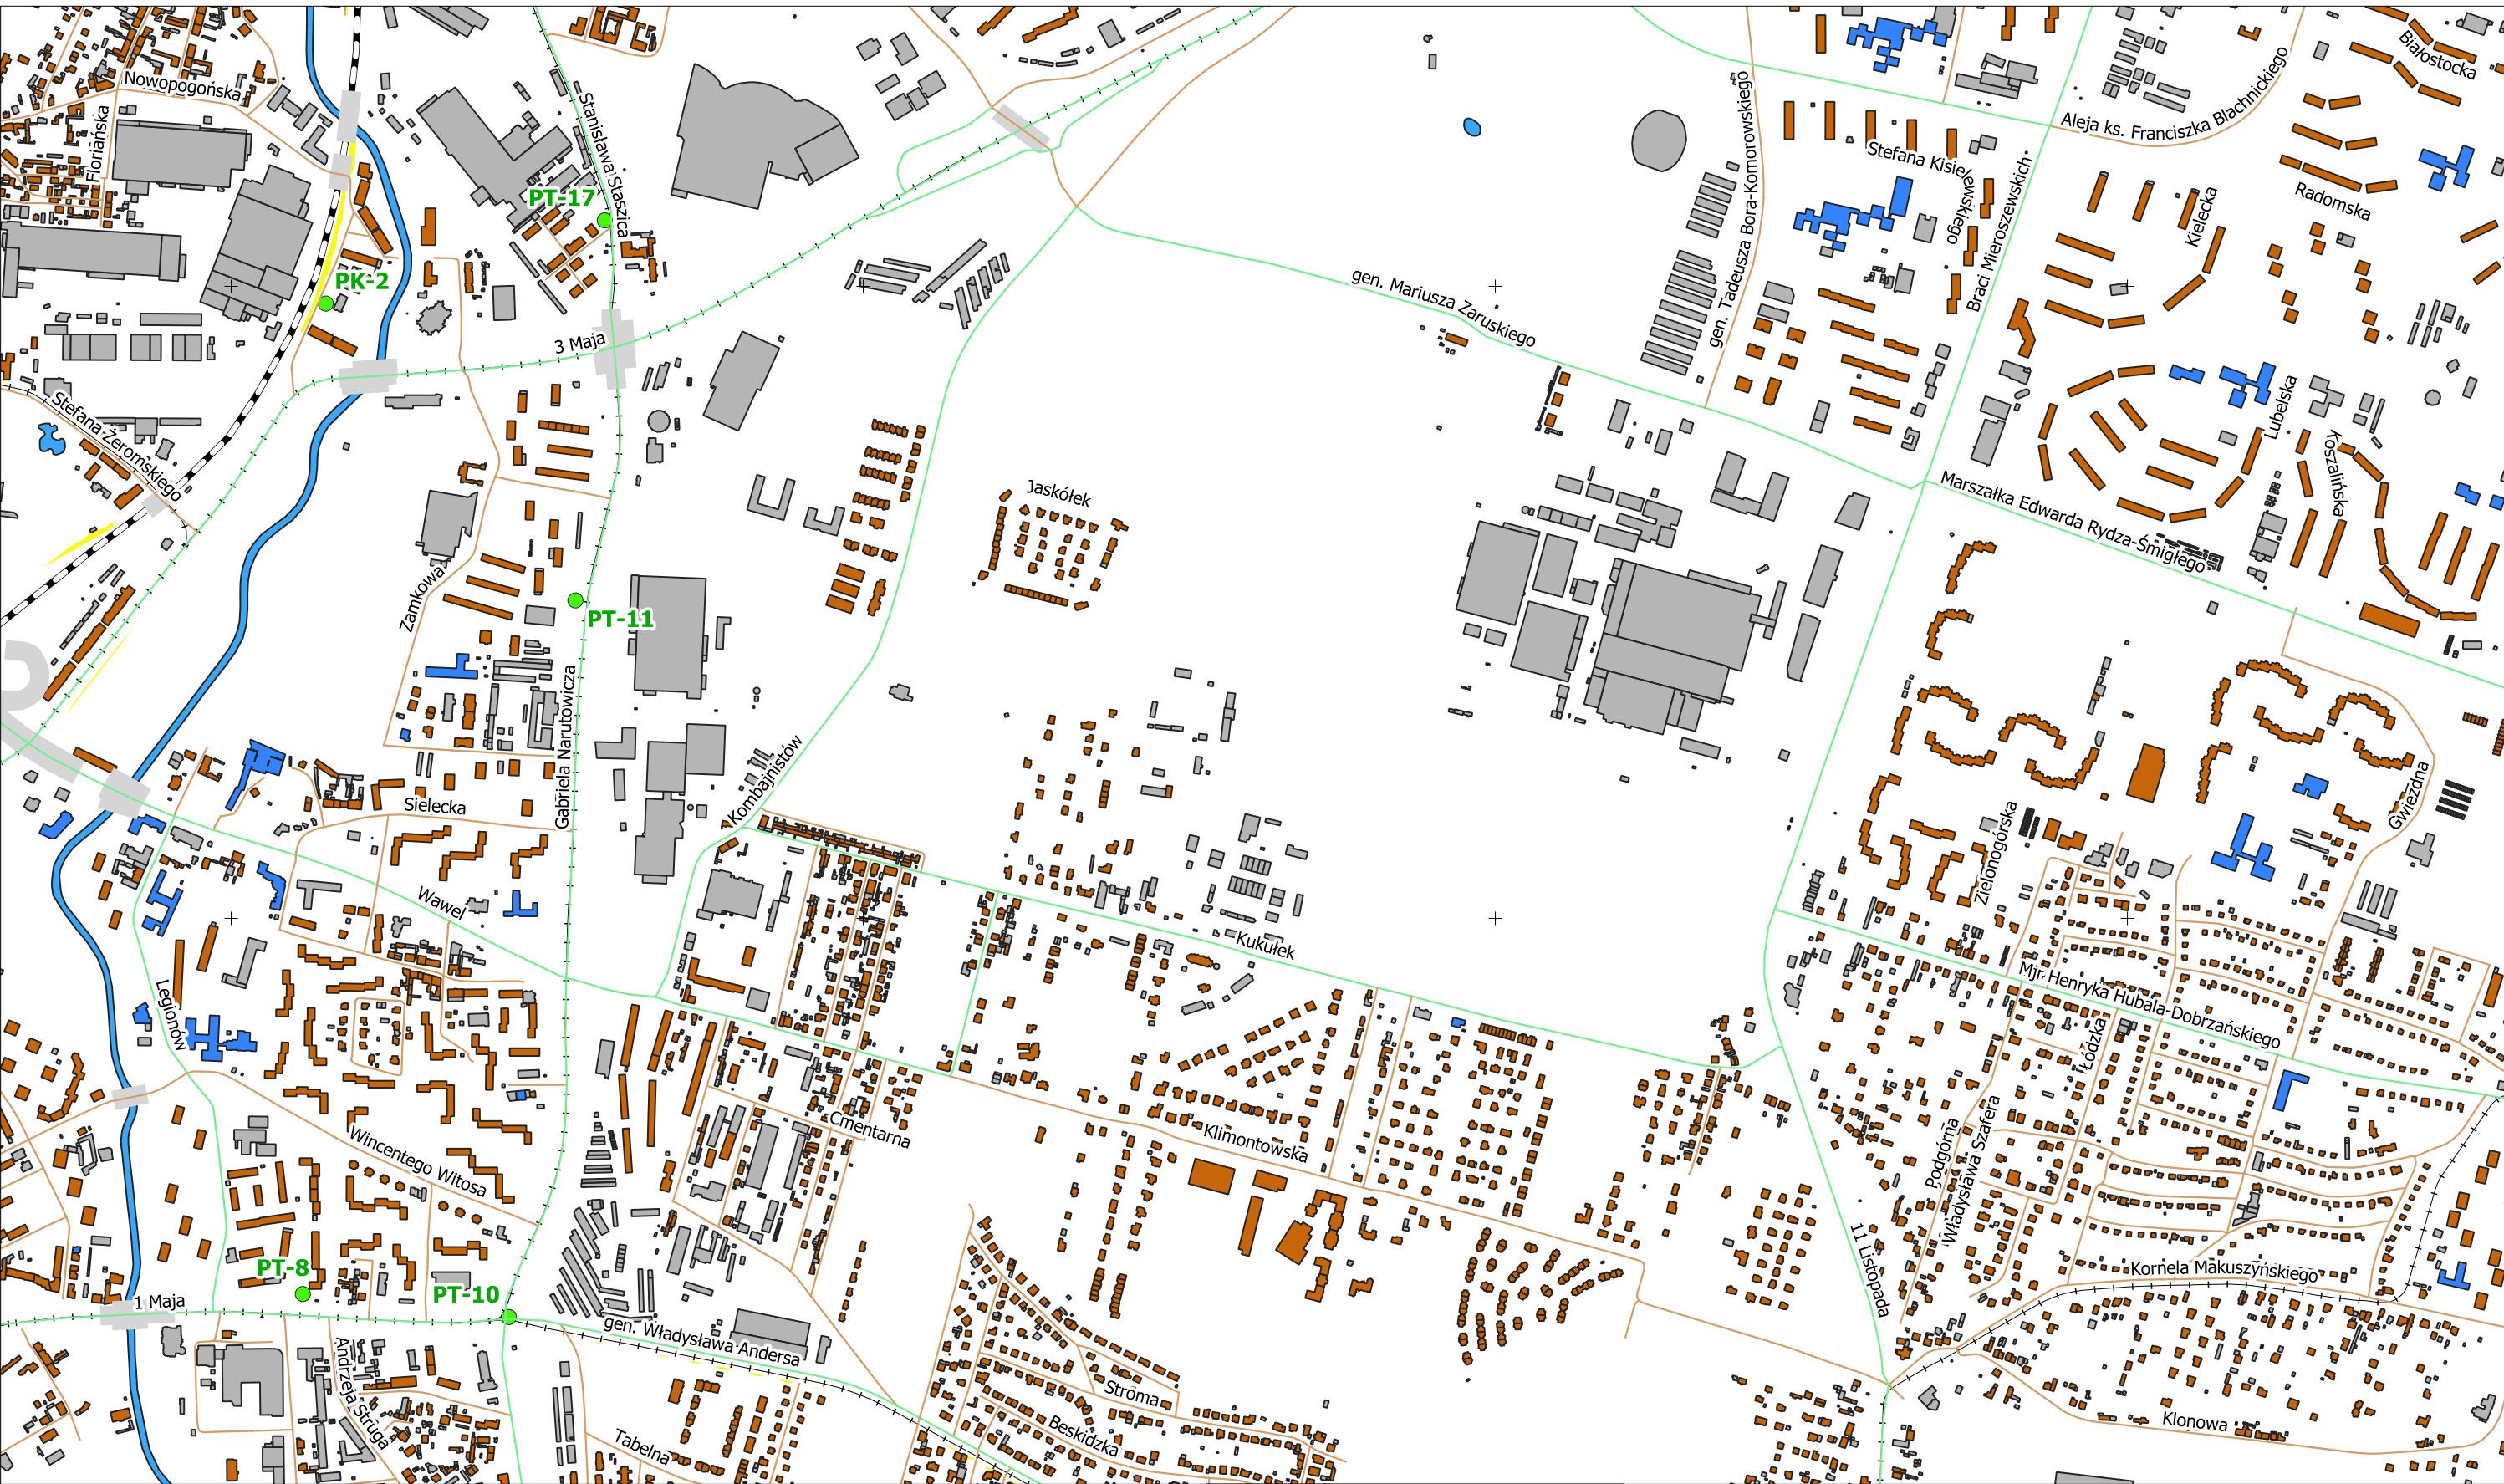 Białostocka
Nowopogońska
Aleja ks. Franciszka Blachnickiego
Floriańska
Stanisława Staszica
gen. Tadeusza Bora-Komorowskiego
Stefana Kisielewskiego
Braci Mieroszewskich
Radomska
Kielecka
PT-17
PK-2
gen. Mariusza Zaruskiego
3 Maja
Stefana Żeromskiego
Lubelska
Koszalińska
Jaskółek
Marszałka Edwarda Rydza-Śmigłego
Zamkowa
PT-11
Gabriela Narutowicza
Kombajnistów
Sielecka
Gwiezdna
Zielonogórska
Wawel
Kukułek
Legionów
Mjr Henryka Hubala-Dobrzańskiego
Łódzka
Cmentarna
Klimontowska
Wincentego Witosa
Podgórna
Władysława Szafera
11 Listopada
PT-8
PT-10
1 Maja
Kornela Makuszyńskiego
gen. Władysława Andersa
Andrzeja Struga
Stroma
Beskidzka
Klonowa
Tabelna